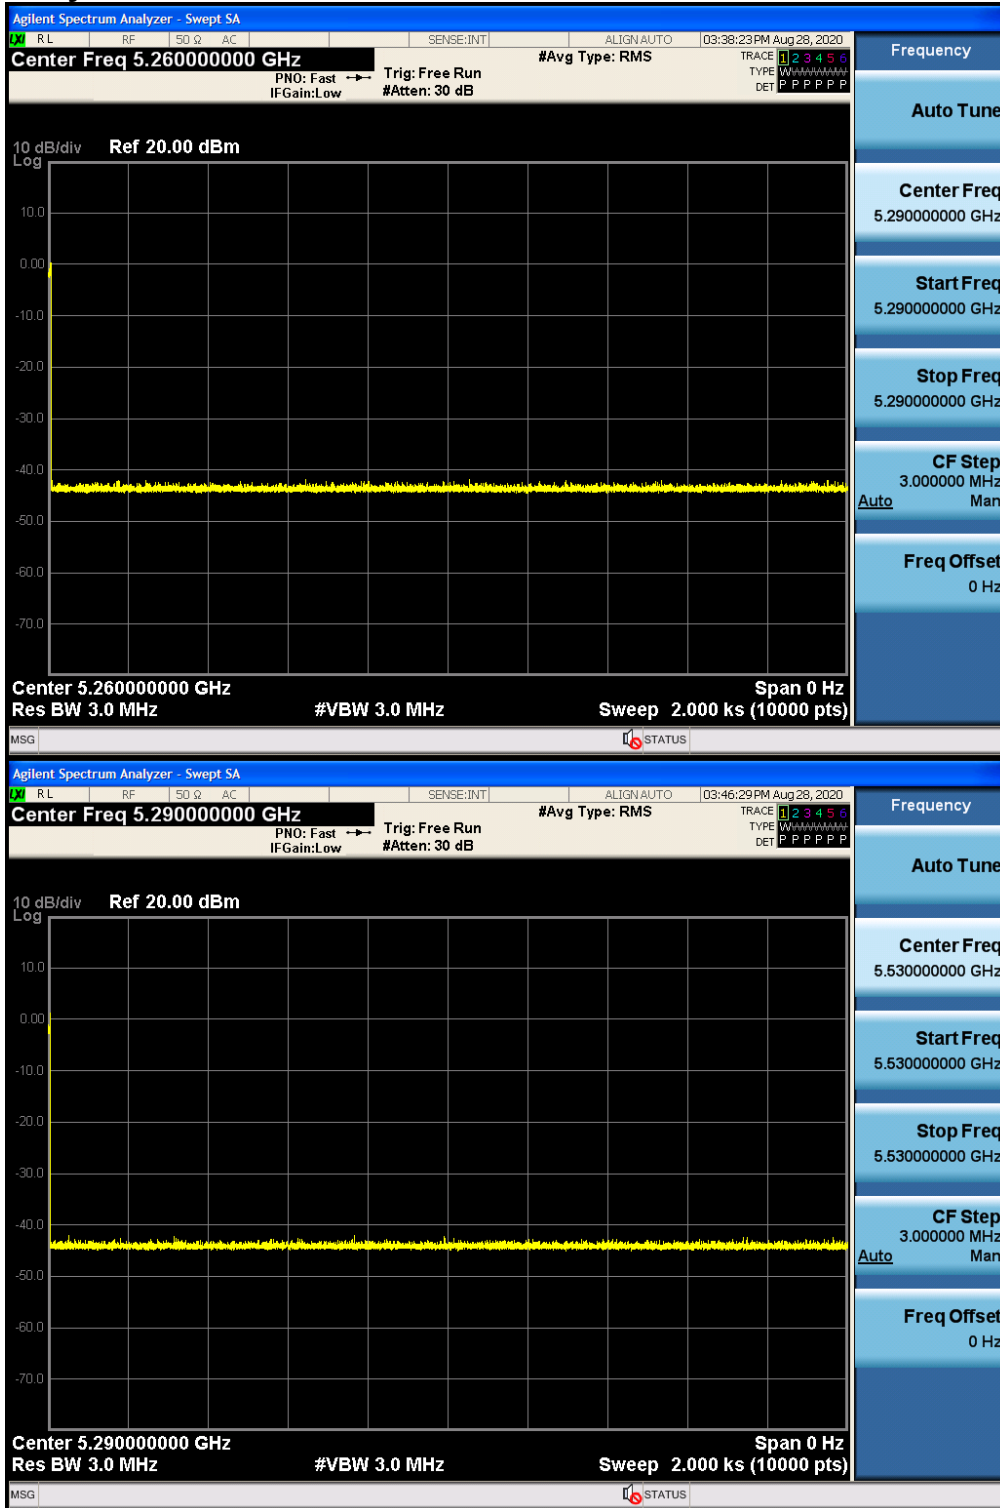 Agilent Spectrum Analyzer - Swept SA
LXI RL RF 50 Ω AC SENSE:INT ALIGN AUTO 03:38:23 PM Aug 28, 2020
Center Freq 5.260000000 GHz #Avg Type: RMS TRACE 1 2 3 4 5 6
PNO: Fast Trig: Free Run TYPE W
IFGain:Low #Atten: 30 dB DET P P P P P P
Frequency
Auto Tune
10 dB/div Ref 20.00 dBm
Log
10.0
0.00
-10.0
-20.0
-30.0
-40.0
-50.0
-60.0
-70.0
Center Freq
5.290000000 GHz
Start Freq
5.290000000 GHz
Stop Freq
5.290000000 GHz
CF Step
3.000000 MHz
Auto Man
Freq Offset
0 Hz
Center 5.260000000 GHz Span 0 Hz
Res BW 3.0 MHz #VBW 3.0 MHz Sweep 2.000 ks (10000 pts)
MSG STATUS
Agilent Spectrum Analyzer - Swept SA
LXI RL RF 50 Ω AC SENSE:INT ALIGN AUTO 03:46:29 PM Aug 28, 2020
Center Freq 5.290000000 GHz #Avg Type: RMS TRACE 1 2 3 4 5 6
PNO: Fast Trig: Free Run TYPE W
IFGain:Low #Atten: 30 dB DET P P P P P P
Frequency
Auto Tune
10 dB/div Ref 20.00 dBm
Log
10.0
0.00
-10.0
-20.0
-30.0
-40.0
-50.0
-60.0
-70.0
Center Freq
5.530000000 GHz
Start Freq
5.530000000 GHz
Stop Freq
5.530000000 GHz
CF Step
3.000000 MHz
Auto Man
Freq Offset
0 Hz
Center 5.290000000 GHz Span 0 Hz
Res BW 3.0 MHz #VBW 3.0 MHz Sweep 2.000 ks (10000 pts)
MSG STATUS